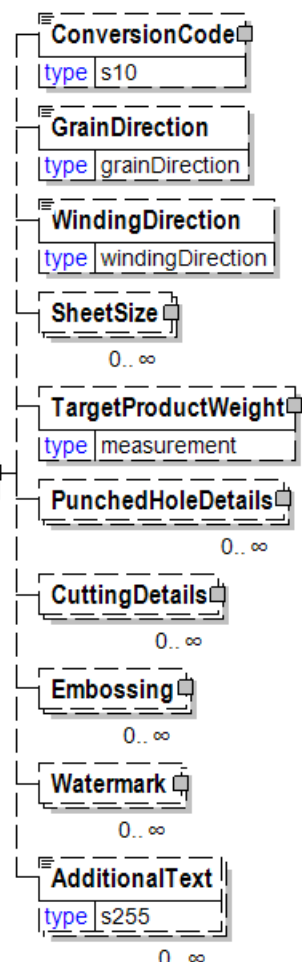 ConversionCode
type s10
GrainDirection
type grainDirection
WindingDirection
type windingDirection
SheetSize
0.. ∞
TargetProductWeight
type measurement
PunchedHoleDetails
0.. ∞
CuttingDetails
0.. ∞
Embossing
0.. ∞
Watermark
0.. ∞
AdditionalText
type s255
0.. ∞